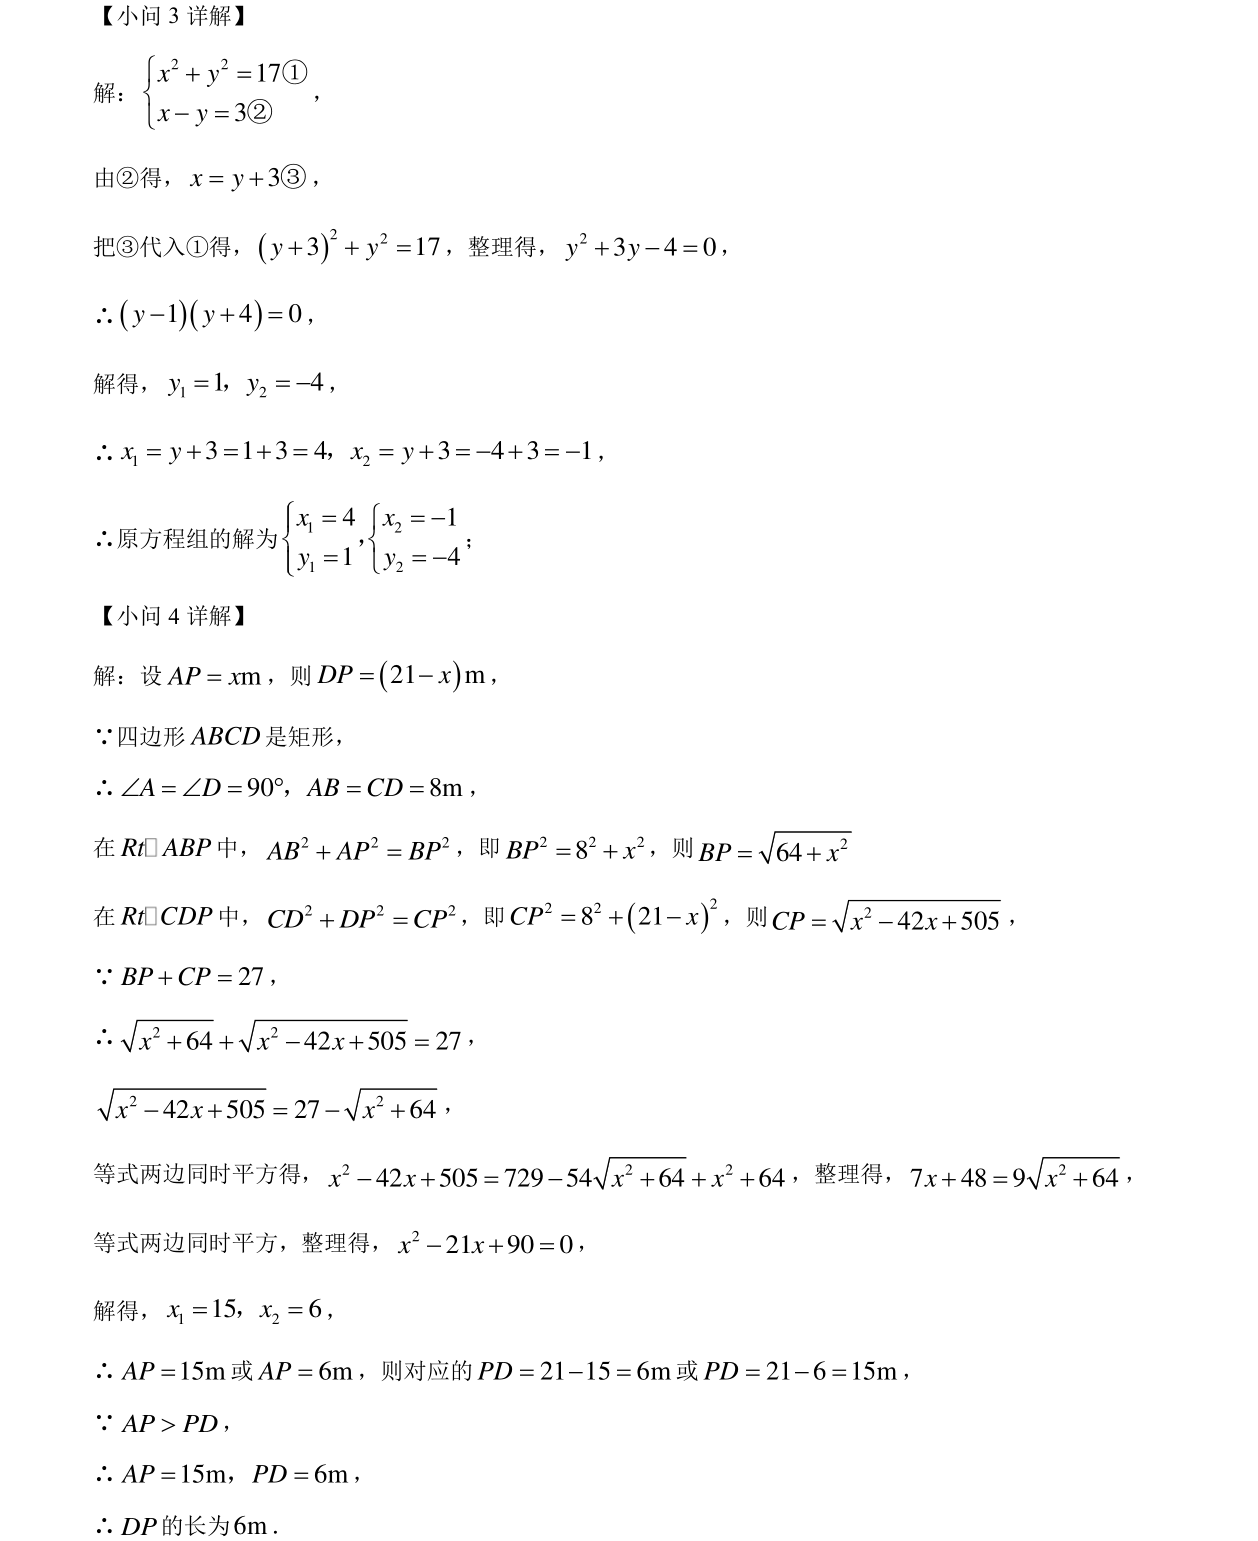 【小问 3 详解】
解：{x² + y² = 17①
x − y = 3②，
由②得，x = y + 3③，
把③代入①得，(y + 3)² + y² = 17，整理得，y² + 3y − 4 = 0，
∴(y − 1)(y + 4) = 0，
解得，y₁ = 1，y₂ = −4，
∴ x₁ = y + 3 = 1 + 3 = 4，x₂ = y + 3 = −4 + 3 = −1，
∴原方程组的解为{x₁ = 4 y₁ = 1，{x₂ = −1 y₂ = −4；
【小问 4 详解】
解：设 AP = xm，则 DP = (21 − x)m，
∵四边形 ABCD 是矩形，
∴ ∠A = ∠D = 90°，AB = CD = 8m，
在 Rt□ ABP 中，AB² + AP² = BP²，即 BP² = 8² + x²，则 BP = √(64 + x²)
在 Rt□ CDP 中，CD² + DP² = CP²，即 CP² = 8² + (21 − x)²，则 CP = √(x² − 42x + 505)，
∵ BP + CP = 27，
∴ √(x² + 64) + √(x² − 42x + 505) = 27，
√(x² − 42x + 505) = 27 − √(x² + 64)，
等式两边同时平方得，x² − 42x + 505 = 729 − 54√(x² + 64) + x² + 64，整理得，7x + 48 = 9√(x² + 64)，
等式两边同时平方，整理得，x² − 21x + 90 = 0，
解得，x₁ = 15，x₂ = 6，
∴ AP = 15m 或 AP = 6m，则对应的 PD = 21 − 15 = 6m 或 PD = 21 − 6 = 15m，
∵ AP > PD，
∴ AP = 15m，PD = 6m，
∴ DP 的长为 6m．